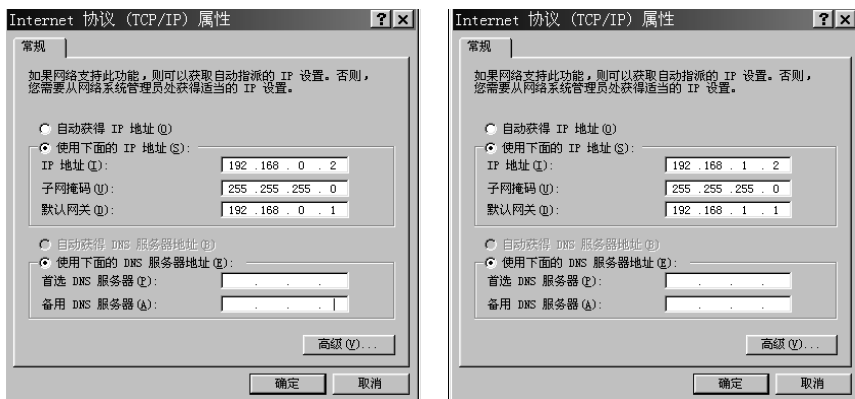 Internet 协议 (TCP/IP) 属性
常规
如果网络支持此功能，则可以获取自动指派的 IP 设置。否则，
您需要从网络系统管理员处获得适当的 IP 设置。
自动获得 IP 地址(O)
使用下面的 IP 地址(S):
IP 地址(I): 192 .168 . 0 . 2
子网掩码(U): 255 .255 .255 . 0
默认网关(D): 192 .168 . 0 . 1
自动获得 DNS 服务器地址(B)
使用下面的 DNS 服务器地址(E):
首选 DNS 服务器(P): . . .
备用 DNS 服务器(A): . . .
高级(V)...
确定 取消
Internet 协议 (TCP/IP) 属性
常规
如果网络支持此功能，则可以获取自动指派的 IP 设置。否则，
您需要从网络系统管理员处获得适当的 IP 设置。
自动获得 IP 地址(O)
使用下面的 IP 地址(S):
IP 地址(I): 192 .168 . 1 . 2
子网掩码(U): 255 .255 .255 . 0
默认网关(D): 192 .168 . 1 . 1
自动获得 DNS 服务器地址(B)
使用下面的 DNS 服务器地址(E):
首选 DNS 服务器(P): . . .
备用 DNS 服务器(A): . . .
高级(V)...
确定 取消